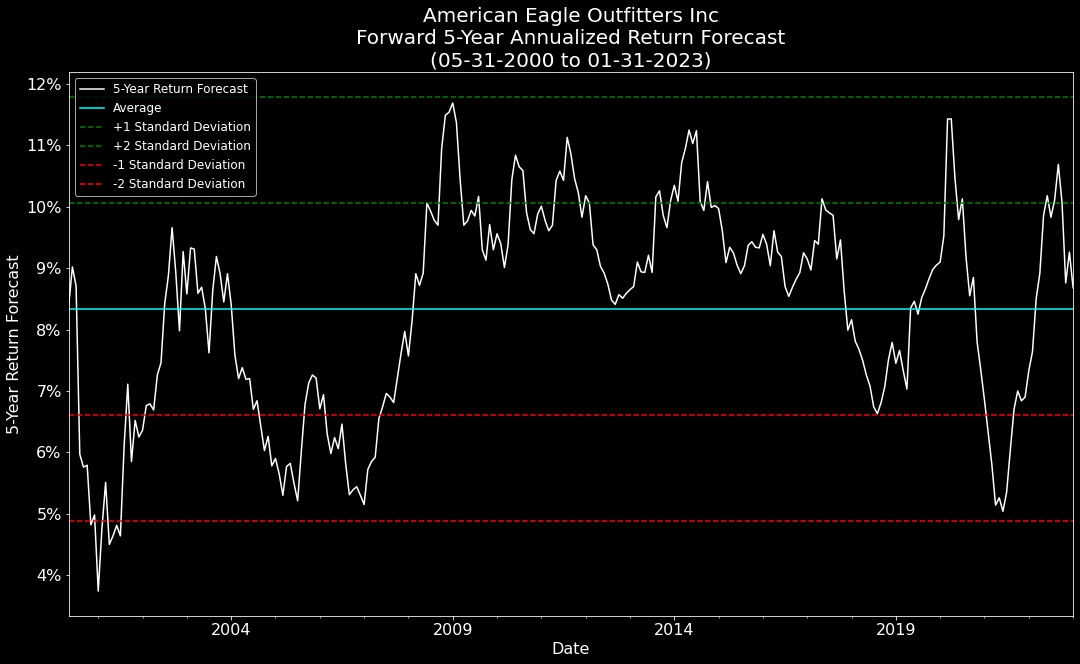 American Eagle Outfitters Inc
Forward 5-Year Annualized Return Forecast
(05-31-2000 to 01-31-2023)
5-Year Return Forecast
Average
+1 Standard Deviation
+2 Standard Deviation
-1 Standard Deviation
-2 Standard Deviation
12%
11%
10%
9%
8%
7%
6%
5%
4%
5-Year Return Forecast
2004
2009
2014
2019
Date